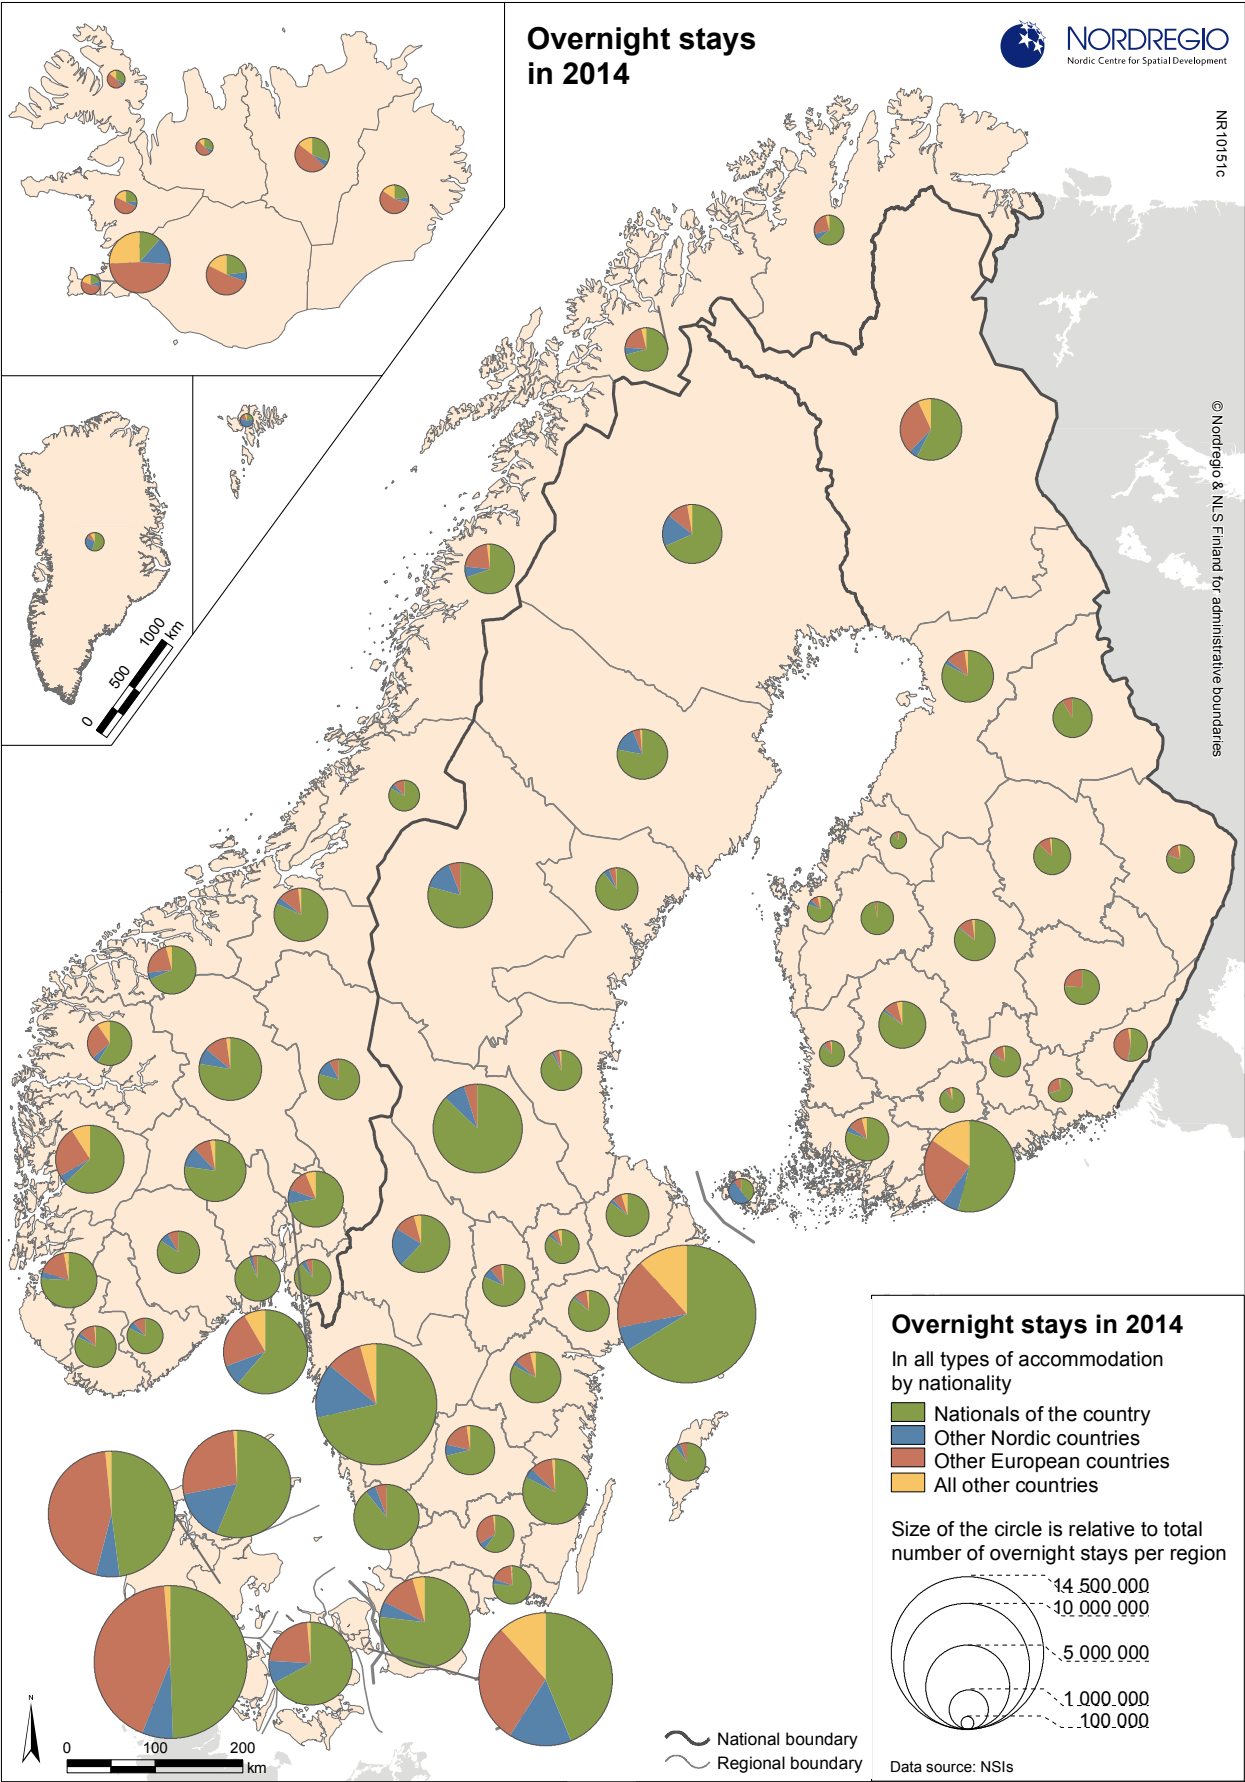 Overnight stays
in 2014
NORDREGIO
Nordic Centre for Spatial Development
NR10151c
© Nordregio & NLS Finland for administrative boundaries
0
500
1000
km
Overnight stays in 2014
In all types of accommodation
by nationality
Nationals of the country
Other Nordic countries
Other European countries
All other countries
Size of the circle is relative to total
number of overnight stays per region
14 500 000
10 000 000
5 000 000
1 000 000
100 000
Data source: NSIs
National boundary
Regional boundary
N
0 100 200
km